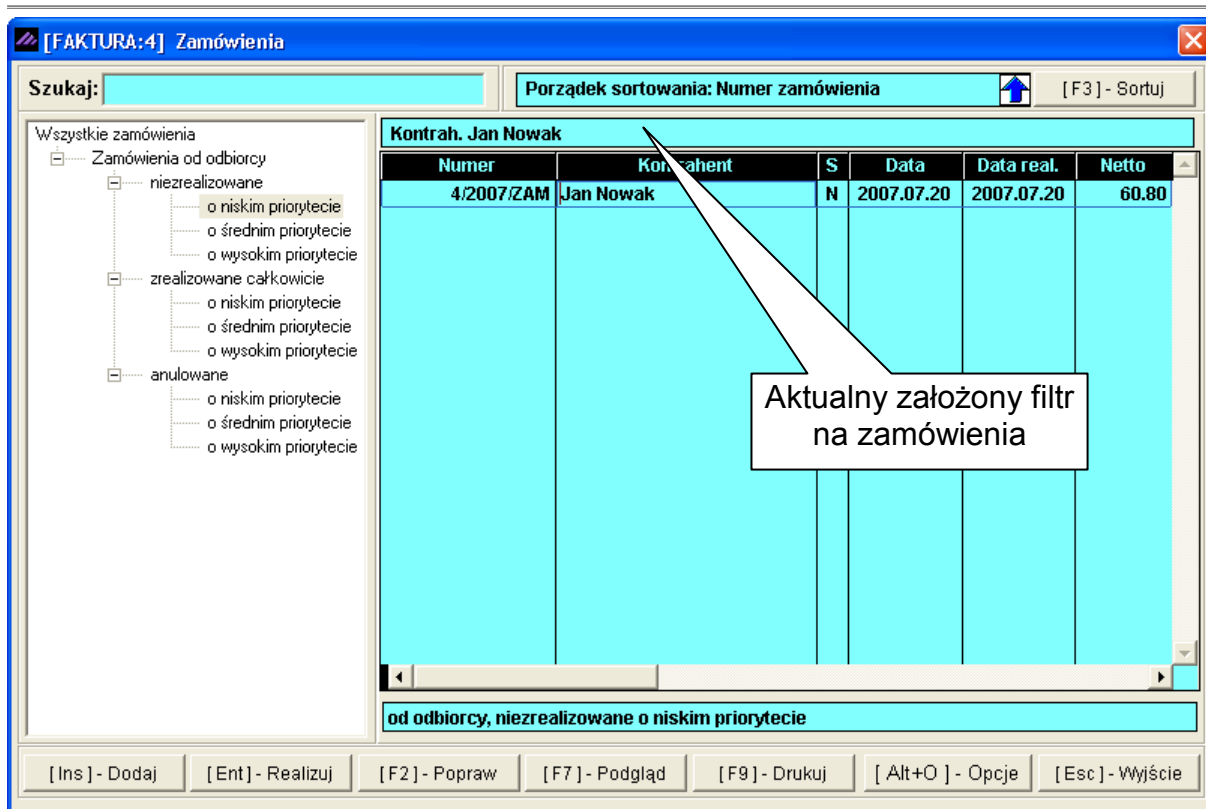 [FAKTURA:4] Zamówienia
Szukaj:
Porządek sortowania: Numer zamówienia
[F3] - Sortuj
Wszystkie zamówienia
Zamówienia od odbiorcy
niezrealizowane
o niskim priorytecie
o średnim priorytecie
o wysokim priorytecie
zrealizowane całkowicie
o niskim priorytecie
o średnim priorytecie
o wysokim priorytecie
anulowane
o niskim priorytecie
o średnim priorytecie
o wysokim priorytecie
Kontrah. Jan Nowak
Numer Kontrahent S Data Data real. Netto
4/2007/ZAM Jan Nowak N 2007.07.20 2007.07.20 60.80
Aktualny założony filtr
na zamówienia
od odbiorcy, niezrealizowane o niskim priorytecie
[Ins] - Dodaj [Ent] - Realizuj [F2] - Popraw [F7] - Podgląd [F9] - Drukuj [Alt+O] - Opcje [Esc] - Wyjście